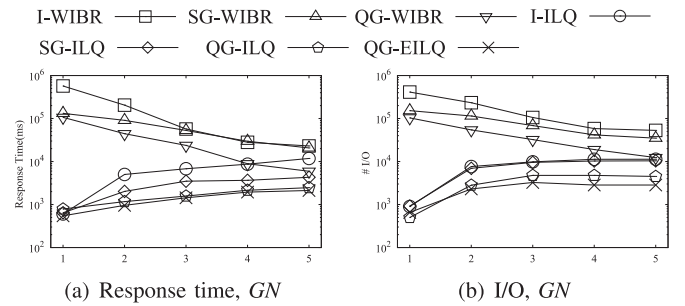 I-WIBR SG-WIBR QG-WIBR I-ILQ
SG-ILQ QG-ILQ QG-EILQ
Response Time(ms)
10^6
10^5
10^4
10^3
10^2
1 2 3 4 5
# I/O
10^6
10^5
10^4
10^3
10^2
1 2 3 4 5
(a) Response time, GN
(b) I/O, GN